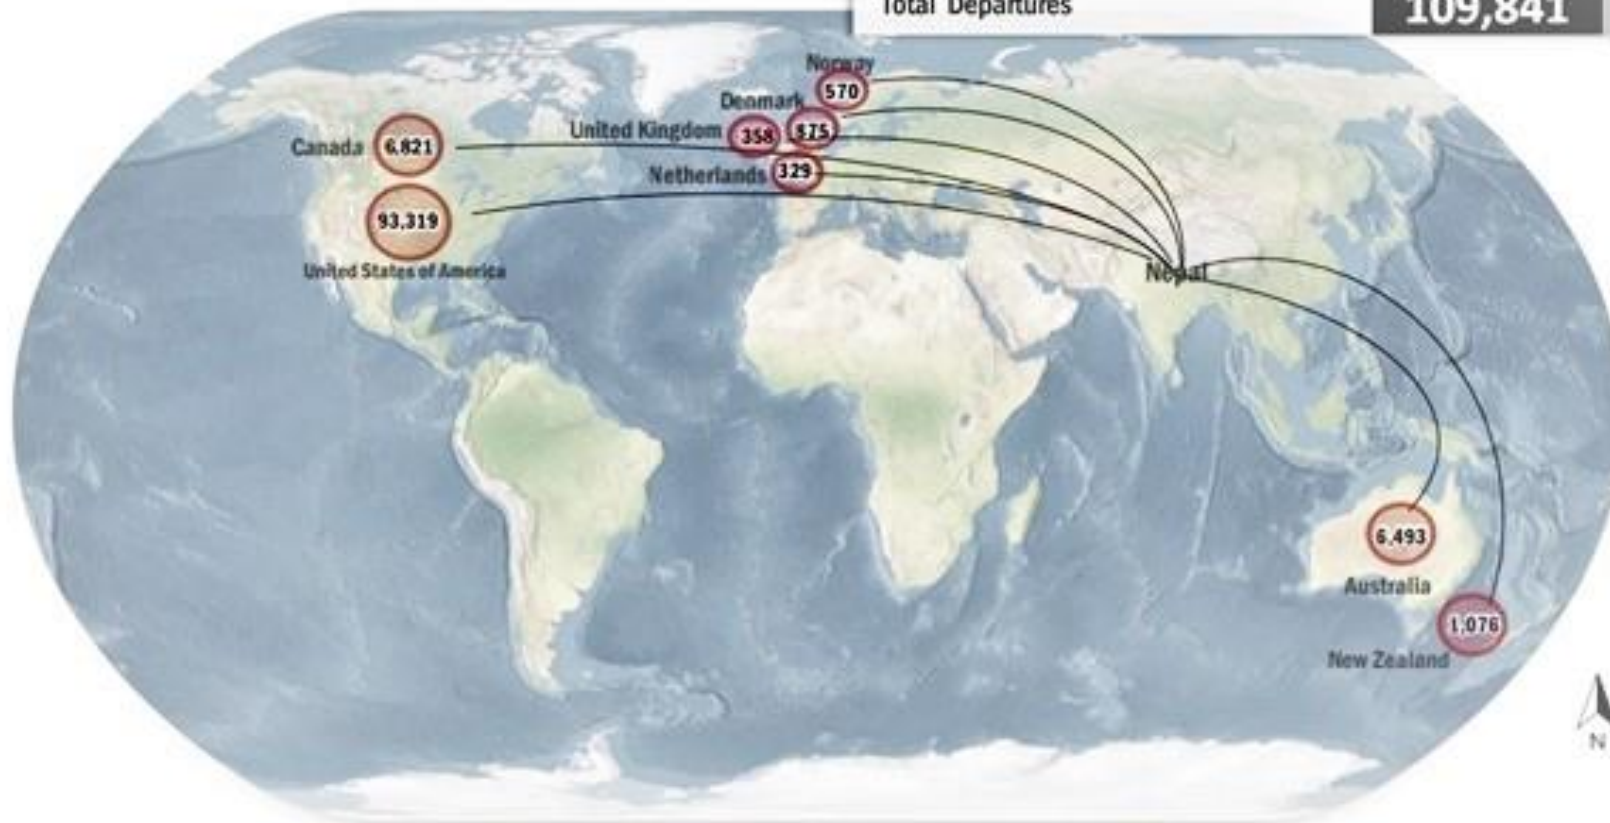 Total Departures 109,841
Norway
570
Denmark
875
United Kingdom 358
Canada 6,821
Netherlands 329
93,319
United States of America
Nepal
6,493
Australia
1,076
New Zealand
N